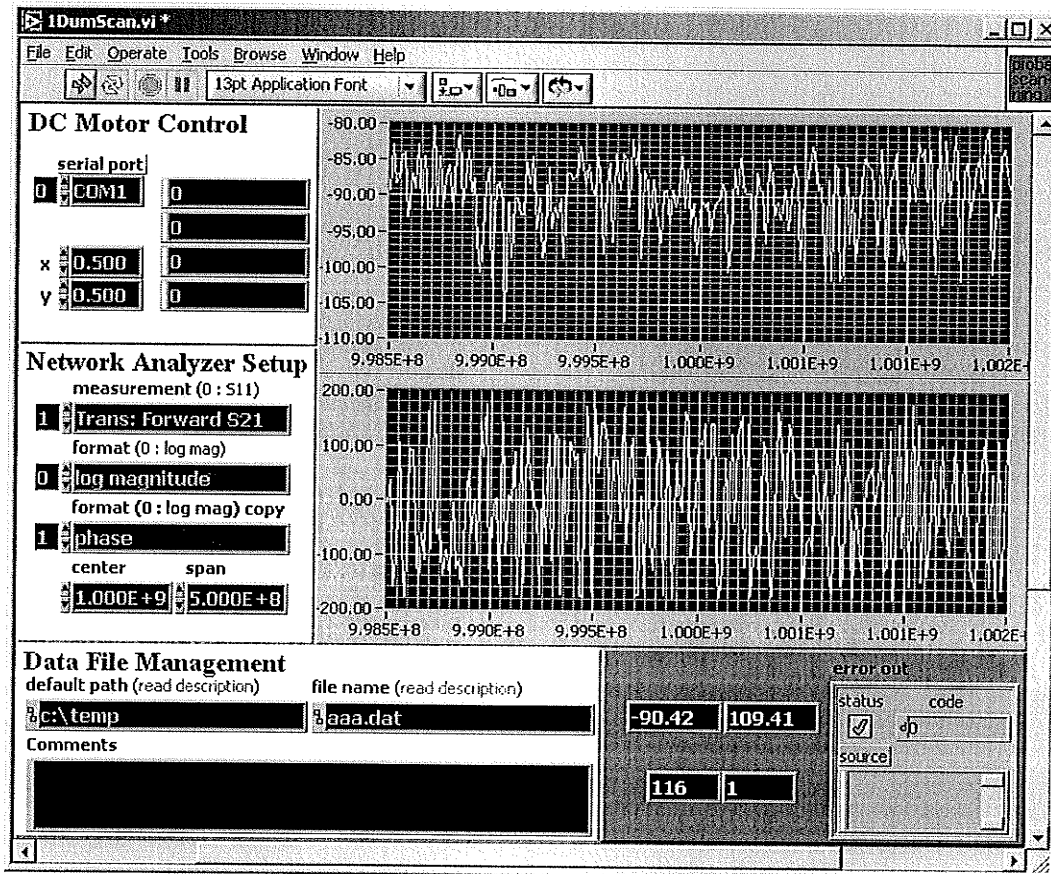 1DumScan.vi *
File Edit Operate Tools Browse Window Help
13pt Application Font
proba
scan
DC Motor Control
serial port
0 COM1 0
0
x 0.500 0
y 0.500 0
-80.00
-85.00
-90.00
-95.00
-100.00
-105.00
-110.00
9.985E+8 9.990E+8 9.995E+8 1.000E+9 1.001E+9 1.001E+9 1.002E+
Network Analyzer Setup
measurement (0 : S11)
1 Trans: Forward S21
format (0 : log mag)
0 log magnitude
format (0 : log mag) copy
1 phase
center span
1.000E+9 5.000E+8
200.00
100.00
0.00
-100.00
-200.00
9.985E+8 9.990E+8 9.995E+8 1.000E+9 1.001E+9 1.001E+9 1.002E+
Data File Management
default path (read description) file name (read description)
c:\temp aaa.dat
Comments
-90.42 109.41
116 1
error out
status code
0
source